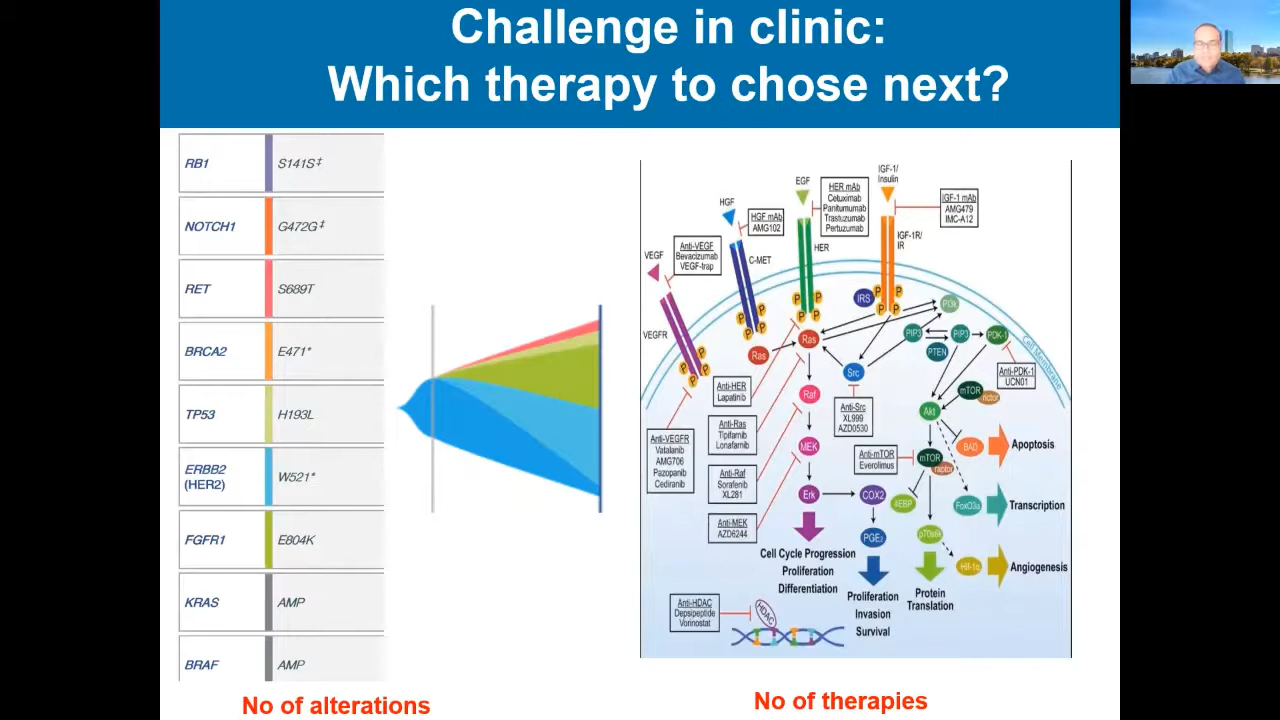 Challenge in clinic:
Which therapy to chose next?
RB1 S141S‡
NOTCH1 G472G‡
RET S689T
BRCA2 E471*
TP53 H193L
ERBB2
(HER2) W521*
FGFR1 E804K
KRAS AMP
BRAF AMP
No of alterations
VEGF
Anti-VEGF
Bevacizumab
VEGF-trap
VEGFR
HGF
HGF mAb
AMG102
C-MET
EGF
HER mAb
Cetuximab
Panitumumab
Trastuzumab
Pertuzumab
HER
IGF-1/
Insulin
IGF-1 mAb
AMG479
IMC-A12
IGF-1R/
IR
P P P P
P P P P
P P P P
P P P P
IRS
PI3k
Cell Membrane
Ras
Ras
Src
PIP3
PTEN
PIP3
PDK-1
Anti-PDK-1
UCN01
Anti-HER
Lapatinib
Anti-Ras
Tipifarnib
Lonafarnib
Anti-Raf
Sorafenib
XL281
Anti-MEK
AZD6244
Anti-VEGFR
Vatalanib
AMG706
Pazopanib
Cediranib
Anti-Src
XL999
AZD0530
Anti-mTOR
Everolimus
Raf
MEK
Erk
COX2
PGE₂
Akt
mTOR
rictor
mTOR
raptor
BAD
4EBP
FoxO3a
p70s6k
Hif-1α
Apoptosis
Transcription
Angiogenesis
Cell Cycle Progression
Proliferation
Differentiation
Proliferation
Invasion
Survival
Protein
Translation
Anti-HDAC
Depsipeptide
Vorinostat
HDAC
No of therapies